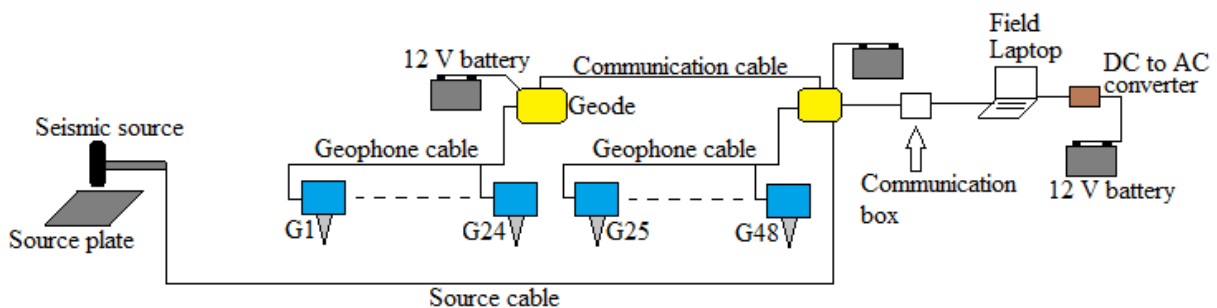 Field
Laptop
12 V battery
Communication cable
DC to AC
converter
Geode
Seismic source
Geophone cable
Geophone cable
Communication
box
12 V battery
Source plate
G1
G24
G25
G48
Source cable